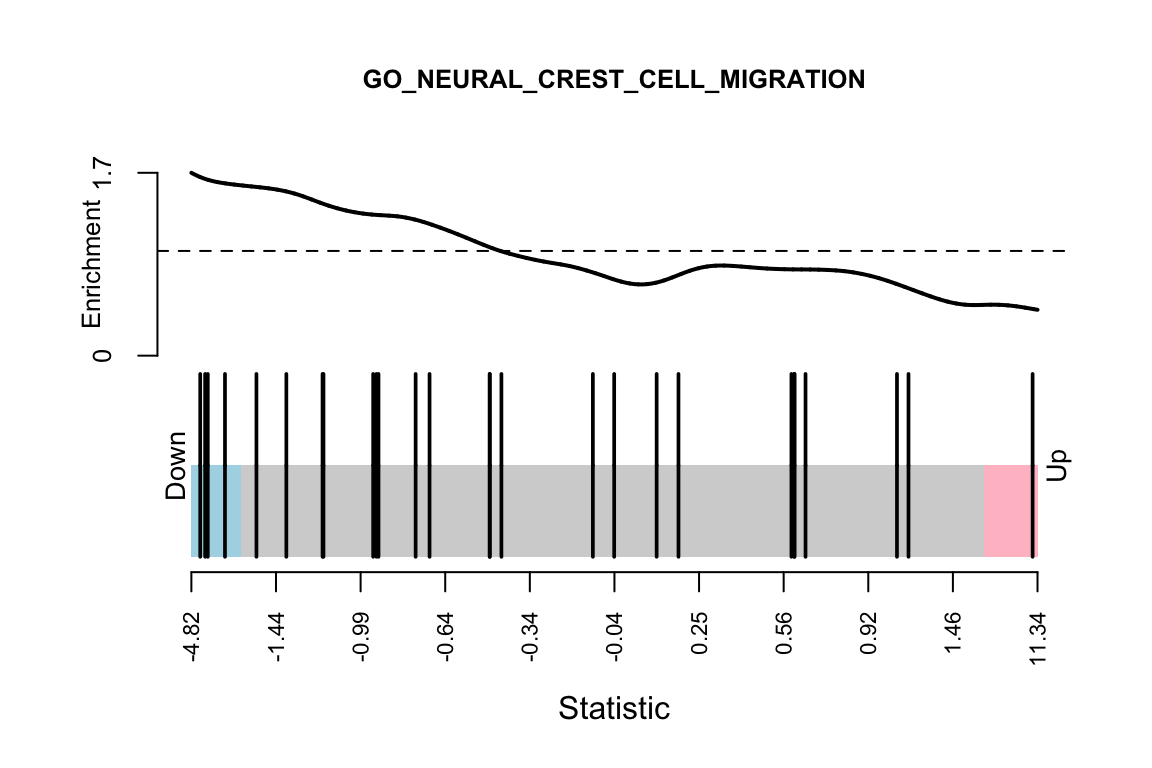 GO_NEURAL_CREST_CELL_MIGRATION
Enrichment
1.7
0
Down
Up
-4.82
-1.44
-0.99
-0.64
-0.34
-0.04
0.25
0.56
0.92
1.46
11.34
Statistic